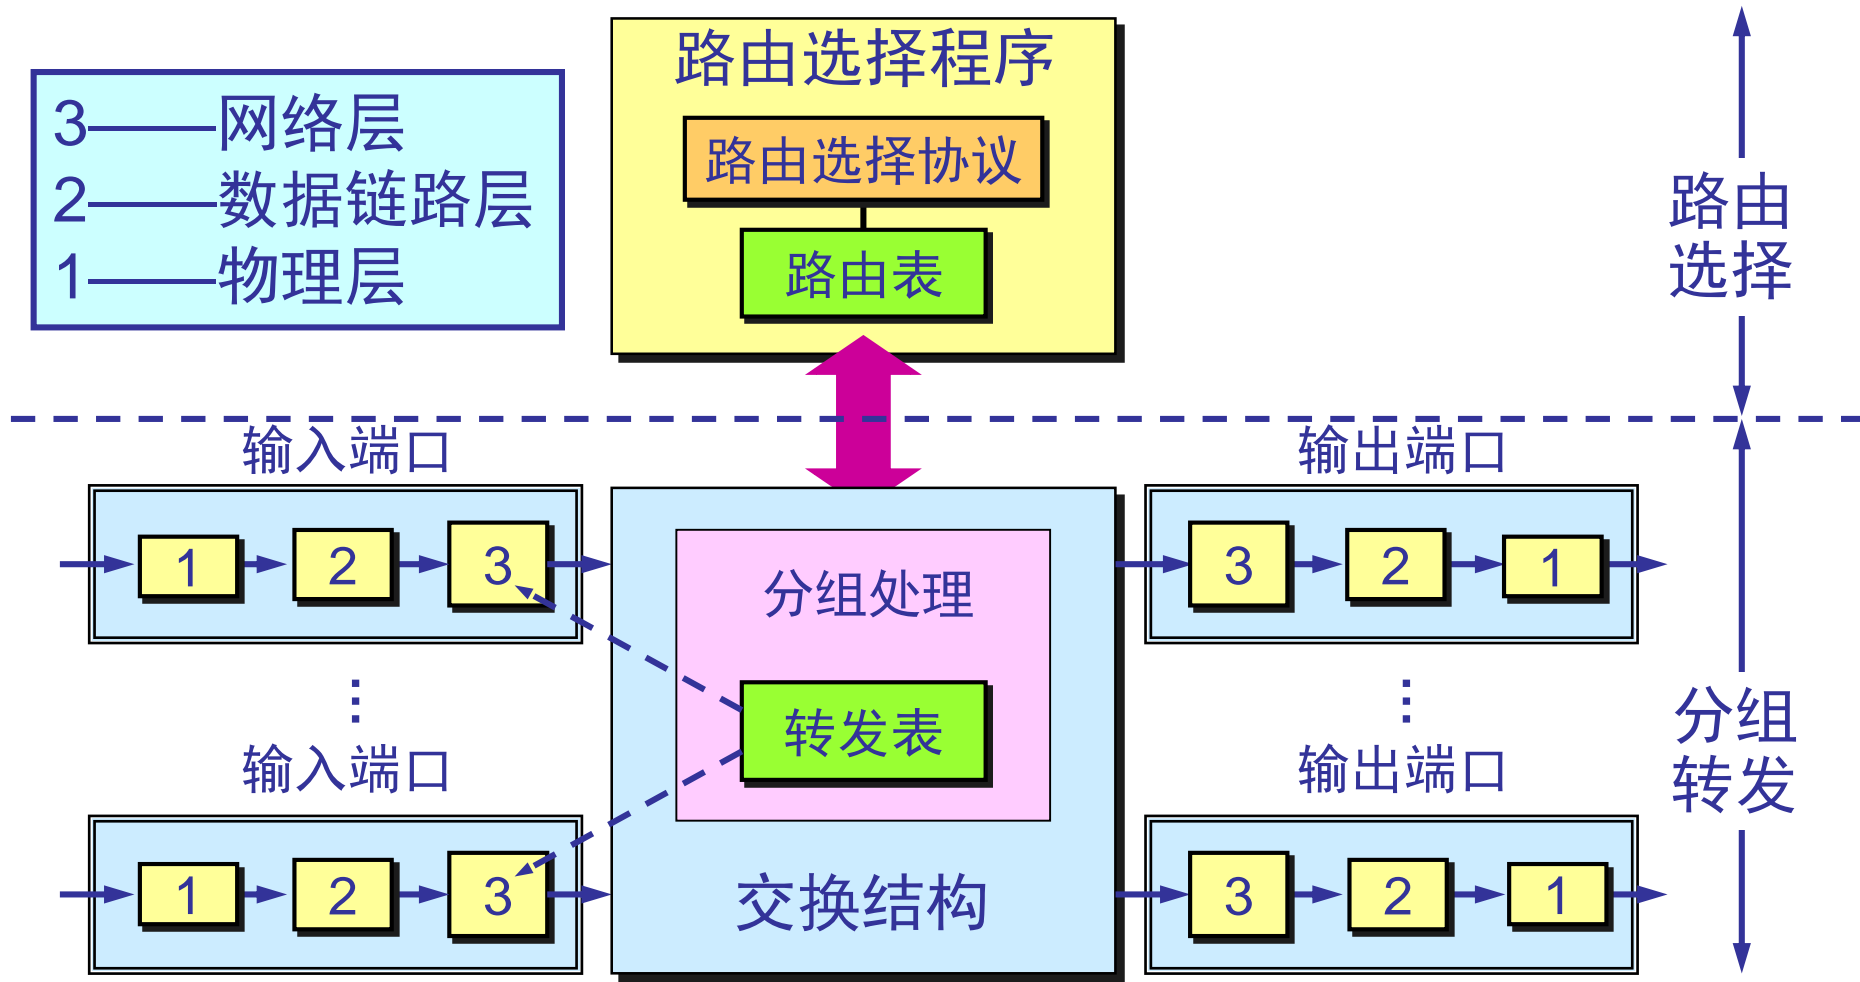 路由选择程序
路由选择协议
路由表
3——网络层
2——数据链路层
1——物理层
路由
选择
输入端口
1 2 3
⋮
输入端口
1 2 3
分组处理
转发表
交换结构
输出端口
3 2 1
⋮
输出端口
3 2 1
分组
转发